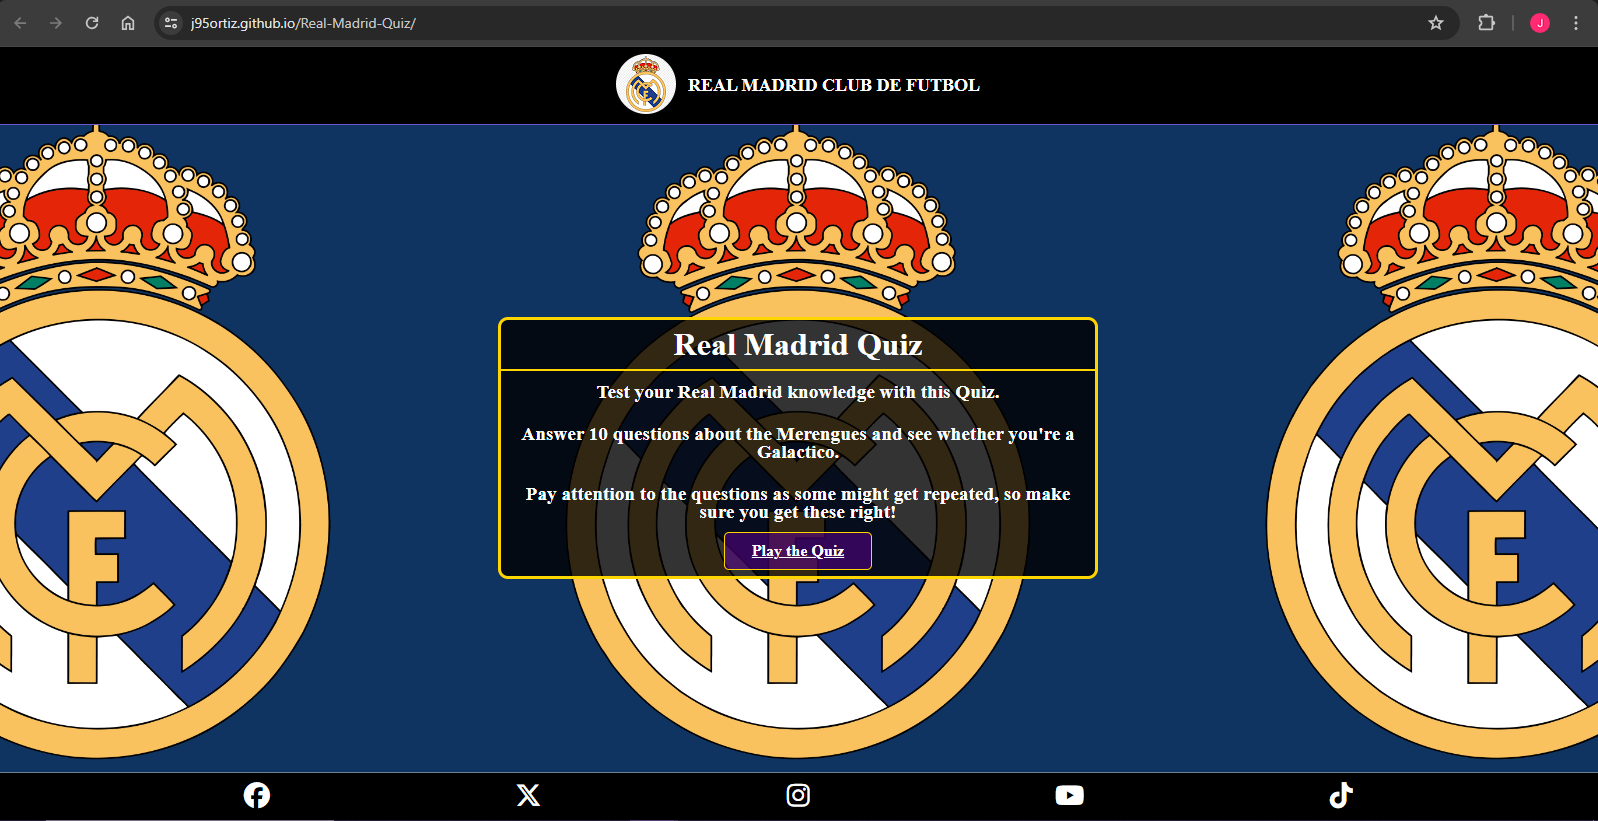 j95ortiz.github.io/Real-Madrid-Quiz/
J
REAL MADRID CLUB DE FUTBOL
Real Madrid Quiz
Test your Real Madrid knowledge with this Quiz.
Answer 10 questions about the Merengues and see whether you're a
Galactico.
Pay attention to the questions as some might get repeated, so make
sure you get these right!
Play the Quiz